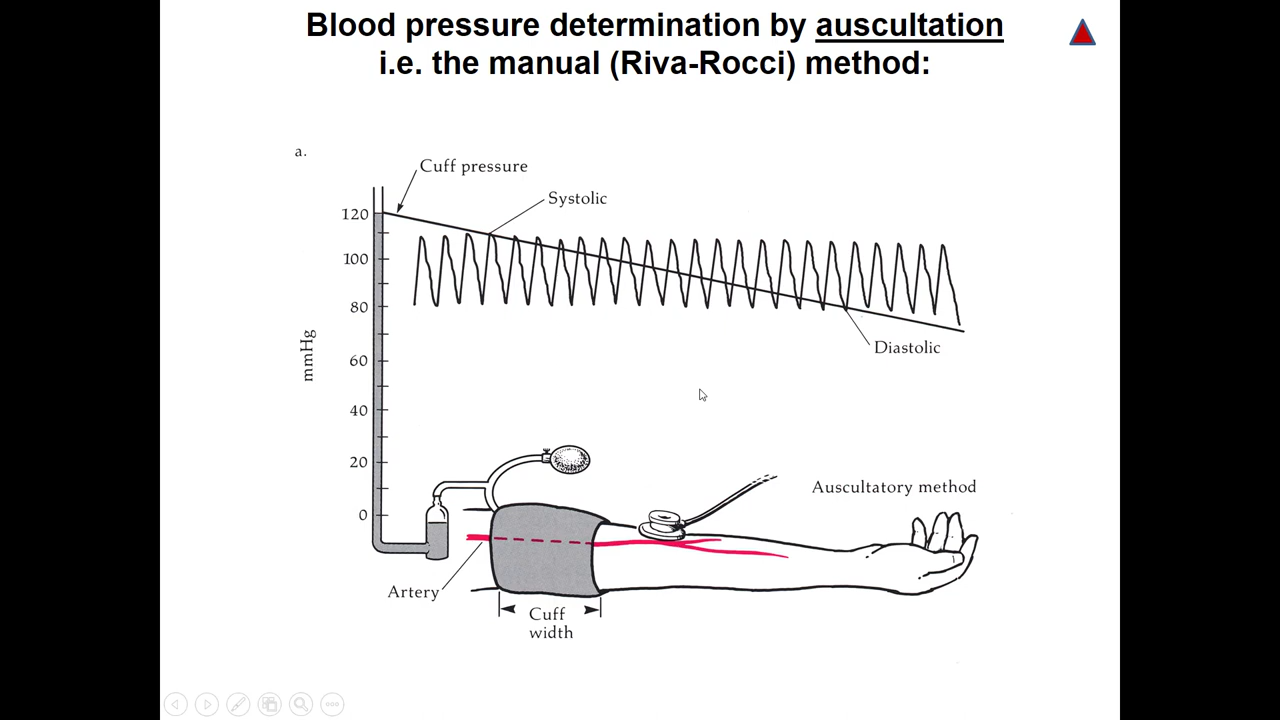 Blood pressure determination by auscultation
i.e. the manual (Riva-Rocci) method:
a.
Cuff pressure
Systolic
120
100
80
60
40
20
0
mmHg
Diastolic
Auscultatory method
Artery
Cuff
width